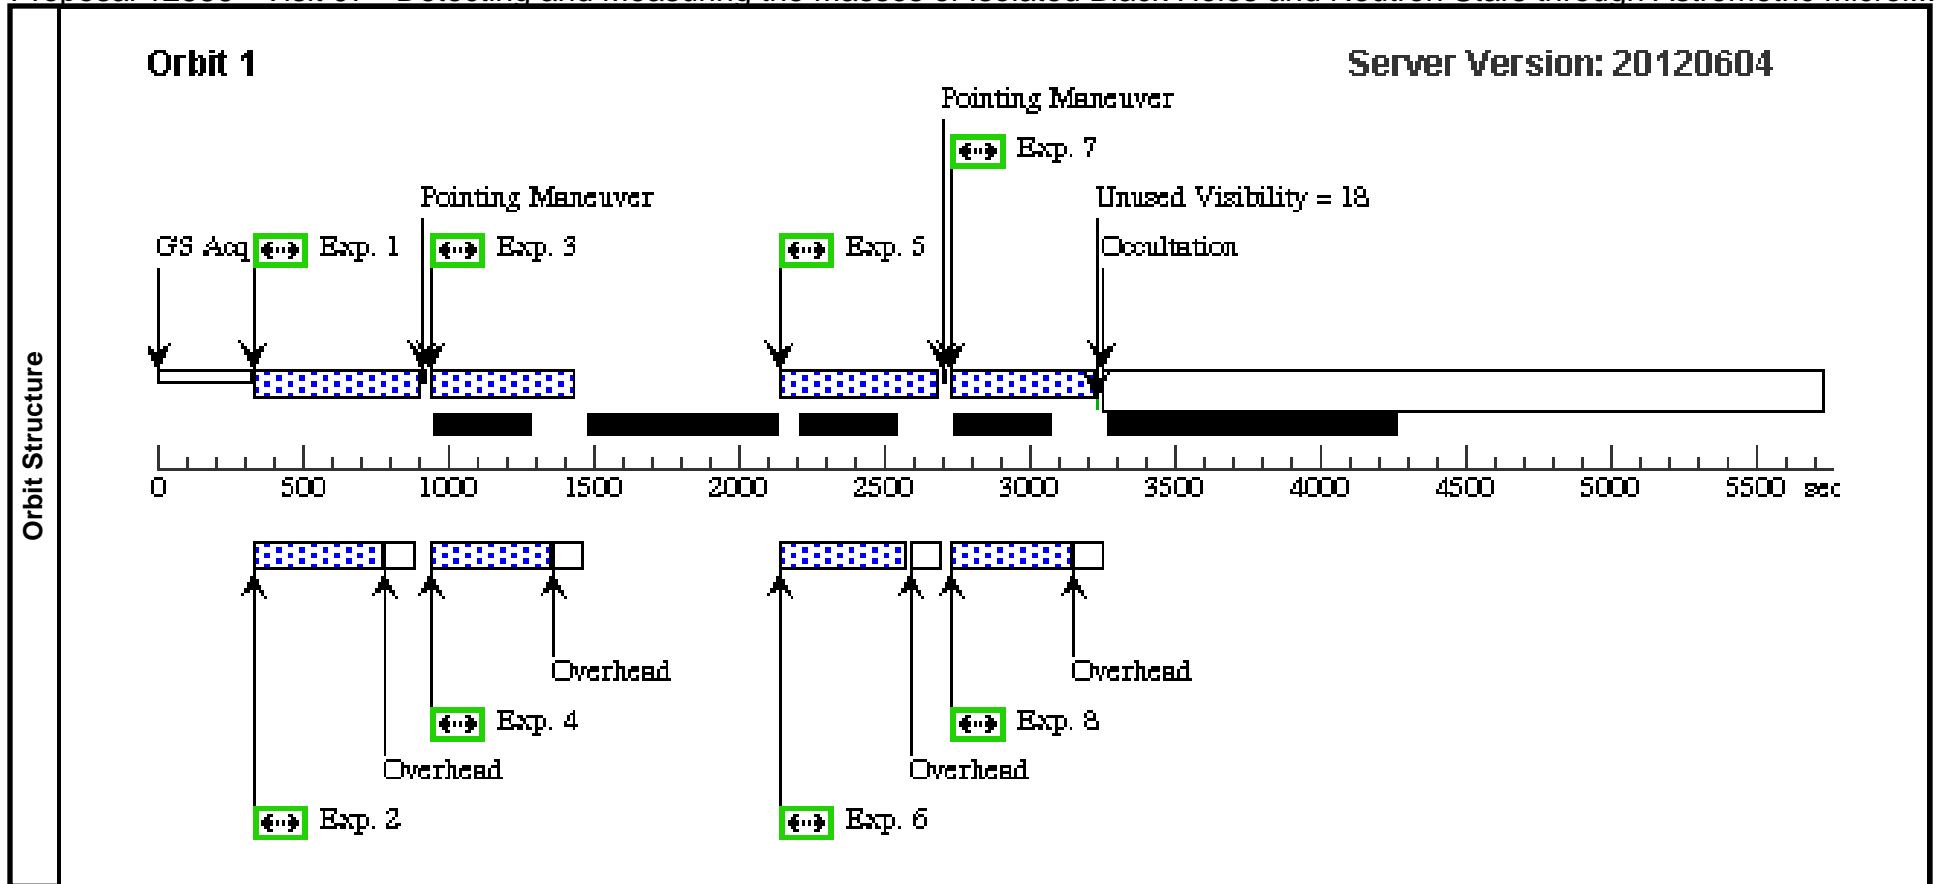 Orbit 1
Server Version: 20120604
Pointing Maneuver
Exp. 7
Pointing Maneuver
Unused Visibility = 18
GS Acq
Exp. 1
Exp. 3
Exp. 5
Occultation
Orbit Structure
0 500 1000 1500 2000 2500 3000 3500 4000 4500 5000 5500 sec
Overhead
Overhead
Exp. 4
Exp. 8
Overhead
Overhead
Exp. 2
Exp. 6